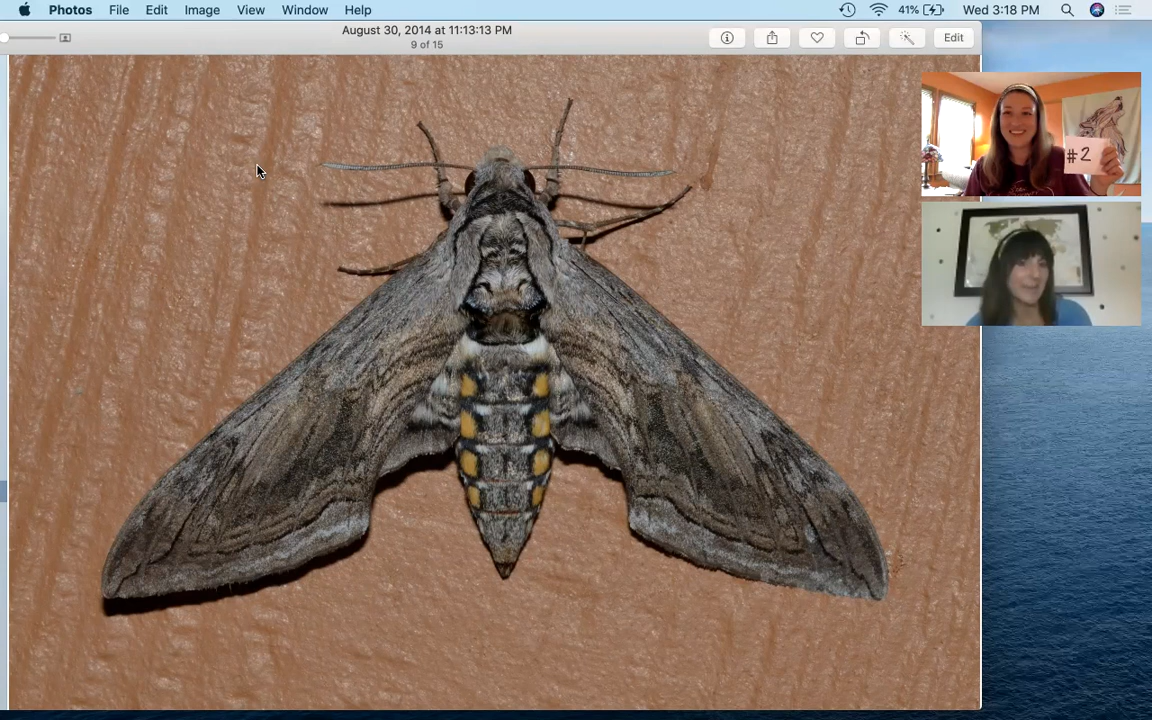 Photos File Edit Image View Window Help 41% Wed 3:18 PM
August 30, 2014 at 11:13:13 PM
9 of 15
Edit
#2